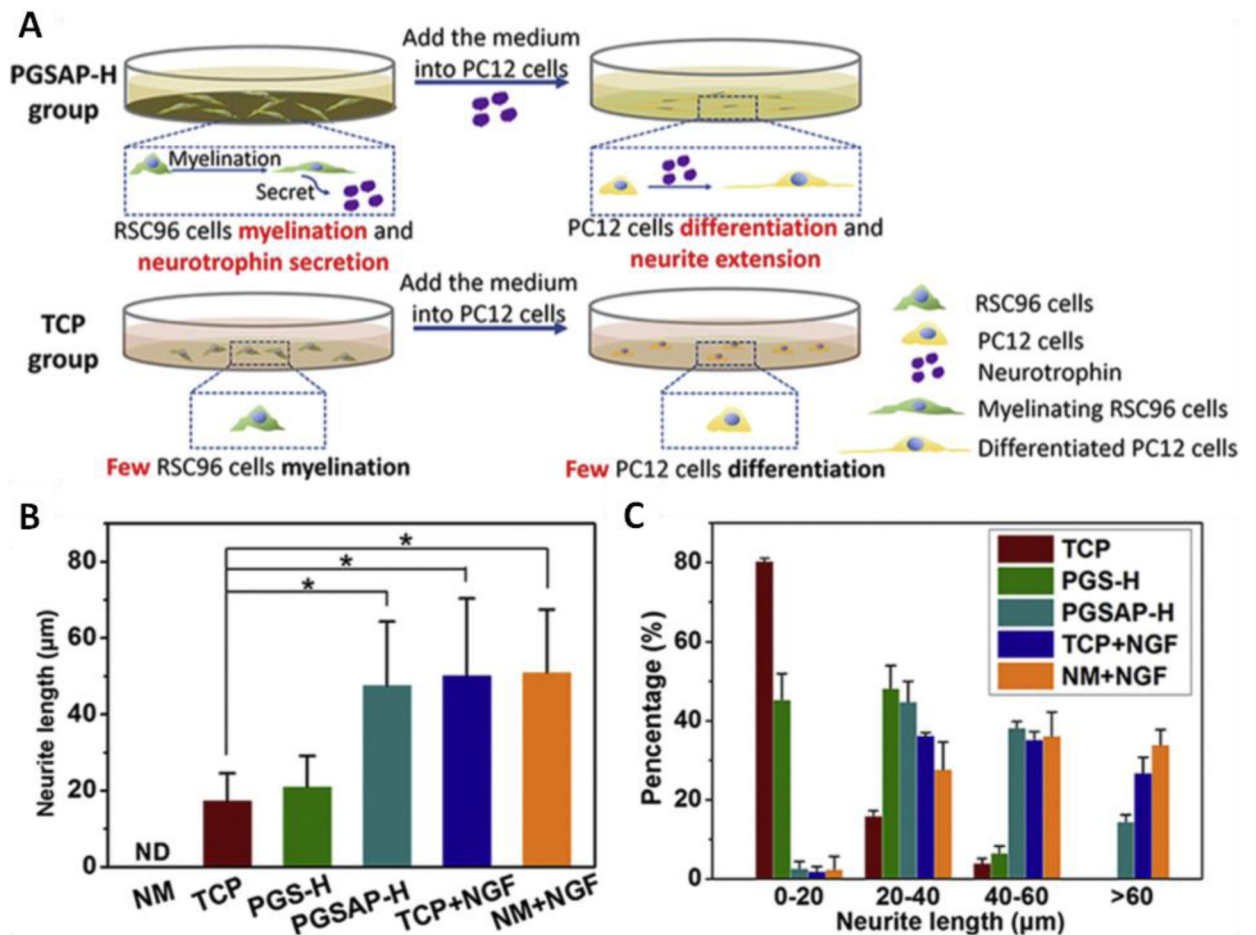 A
PGSAP-H
group
Add the medium
into PC12 cells
Myelination
Secret
RSC96 cells myelination and
neurotrophin secretion
PC12 cells differentiation and
neurite extension
TCP
group
Add the medium
into PC12 cells
RSC96 cells
PC12 cells
Neurotrophin
Myelinating RSC96 cells
Differentiated PC12 cells
Few RSC96 cells myelination
Few PC12 cells differentiation
B
Neurite length (μm)
80
60
40
20
0
*
*
*
ND
NM
TCP
PGS-H
PGSAP-H
TCP+NGF
NM+NGF
C
Pencentage (%)
80
60
40
20
0
TCP
PGS-H
PGSAP-H
TCP+NGF
NM+NGF
0-20
20-40
40-60
>60
Neurite length (μm)